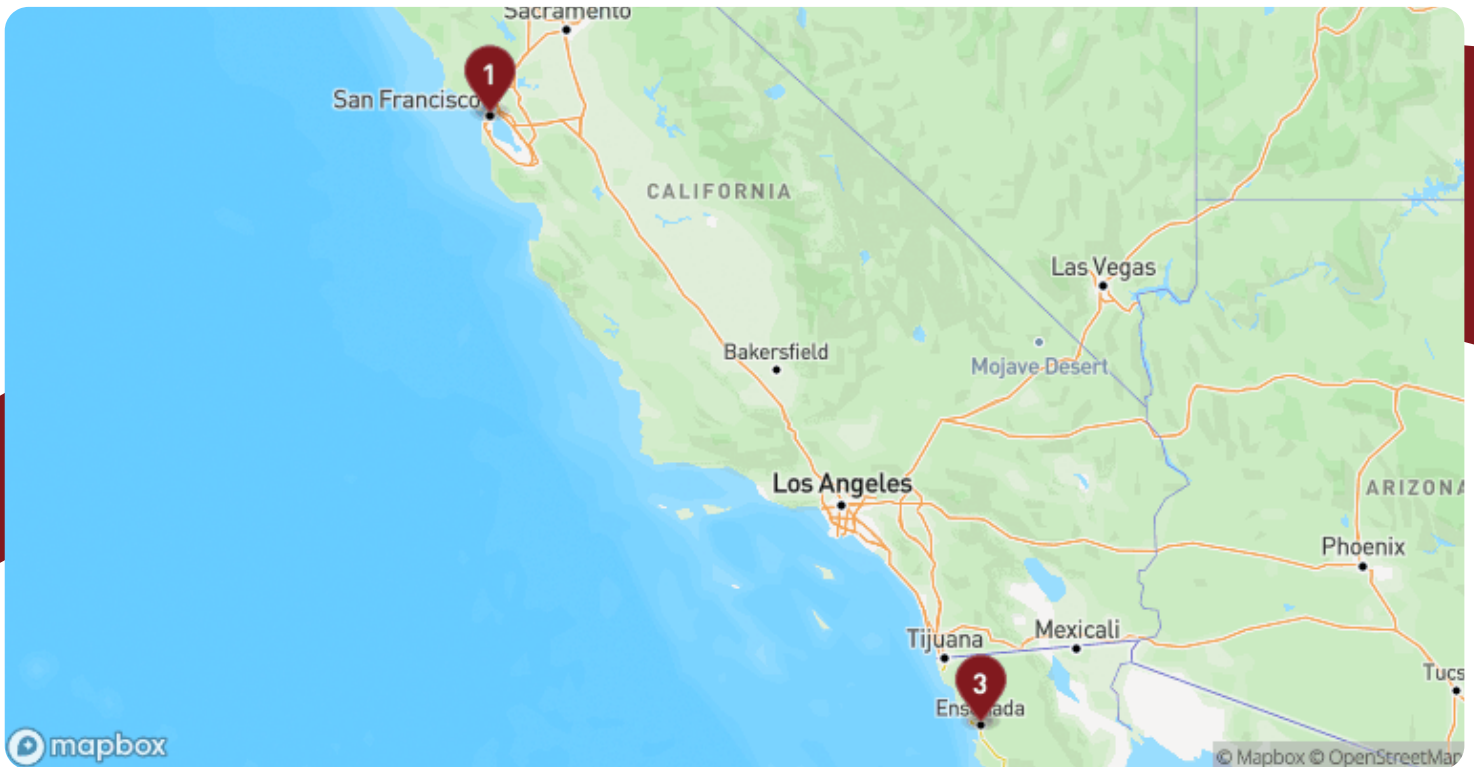 Sacramento
1
San Francisco
CALIFORNIA
Las Vegas
Bakersfield
Mojave Desert
Los Angeles
ARIZONA
Phoenix
Tijuana
Mexicali
3
Ensenada
Tucs
mapbox
© Mapbox © OpenStreetMap